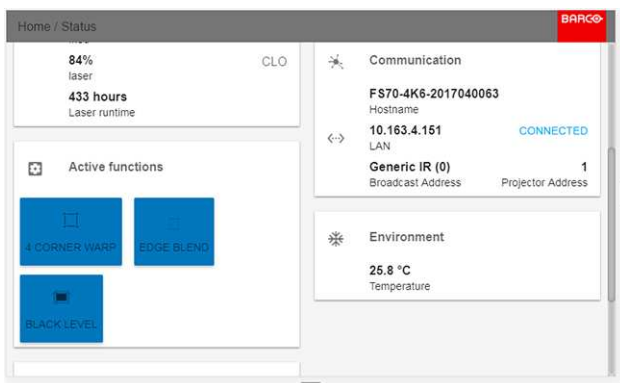 Home / Status
BARCO
84%
CLO
laser
433 hours
Laser runtime
Active functions
4 CORNER WARP
EDGE BLEND
BLACK LEVEL
Communication
FS70-4K6-2017040063
Hostname
10.163.4.151
CONNECTED
LAN
Generic IR (0)
1
Broadcast Address
Projector Address
Environment
25.8 °C
Temperature